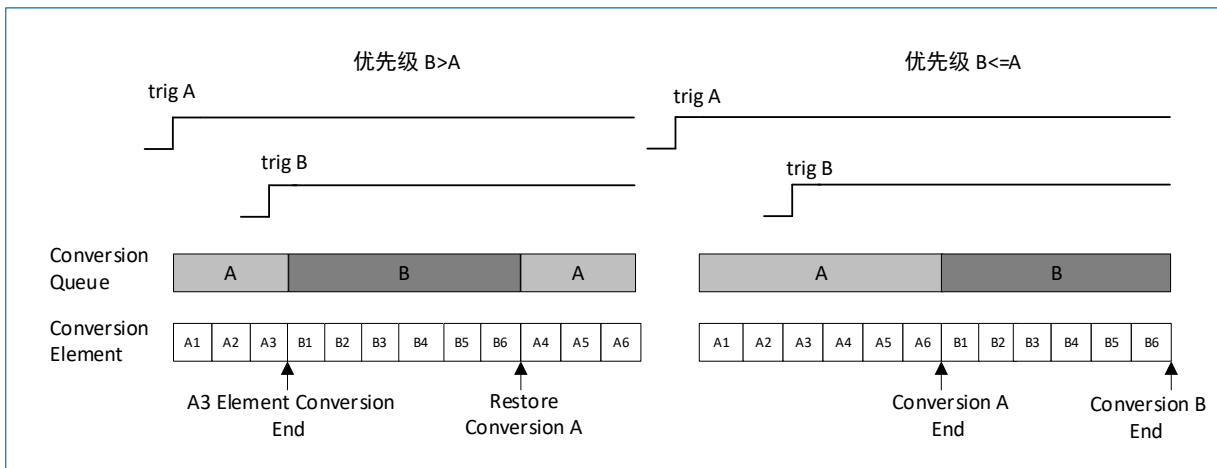 优先级 B>A
优先级 B<=A
trig A
trig A
trig B
trig B
Conversion
Queue
A
B
A
A
B
Conversion
Element
A1 A2 A3 B1 B2 B3 B4 B5 B6 A4 A5 A6
A1 A2 A3 A4 A5 A6 B1 B2 B3 B4 B5 B6
A3 Element Conversion
End
Restore
Conversion A
Conversion A
End
Conversion B
End